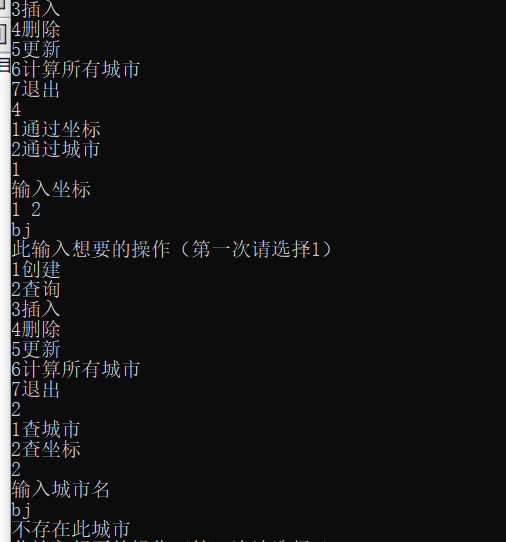 3插入
4删除
5更新
6计算所有城市
7退出
4
1通过坐标
2通过城市
1
输入坐标
1 2
bj
此输入想要的操作（第一次请选择1）
1创建
2查询
3插入
4删除
5更新
6计算所有城市
7退出
2
1查城市
2查坐标
2
输入城市名
bj
不存在此城市